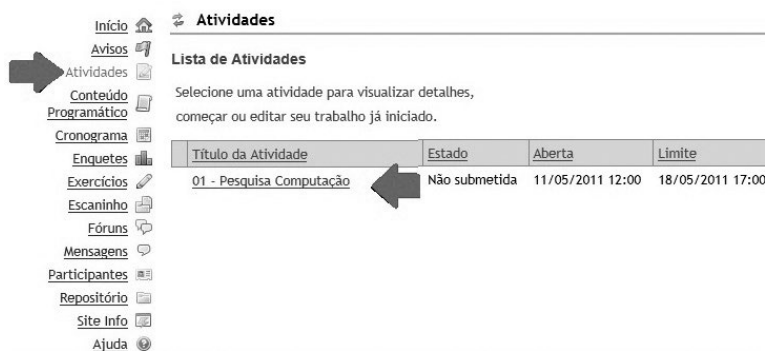 Início
Avisos
Atividades
Conteúdo
Programático
Cronograma
Enquetes
Exercícios
Escaninho
Fóruns
Mensagens
Participantes
Repositório
Site Info
Ajuda
Atividades
Lista de Atividades
Selecione uma atividade para visualizar detalhes,
começar ou editar seu trabalho já iniciado.
Título da Atividade Estado Aberta Limite
01 - Pesquisa Computação Não submetida 11/05/2011 12:00 18/05/2011 17:00